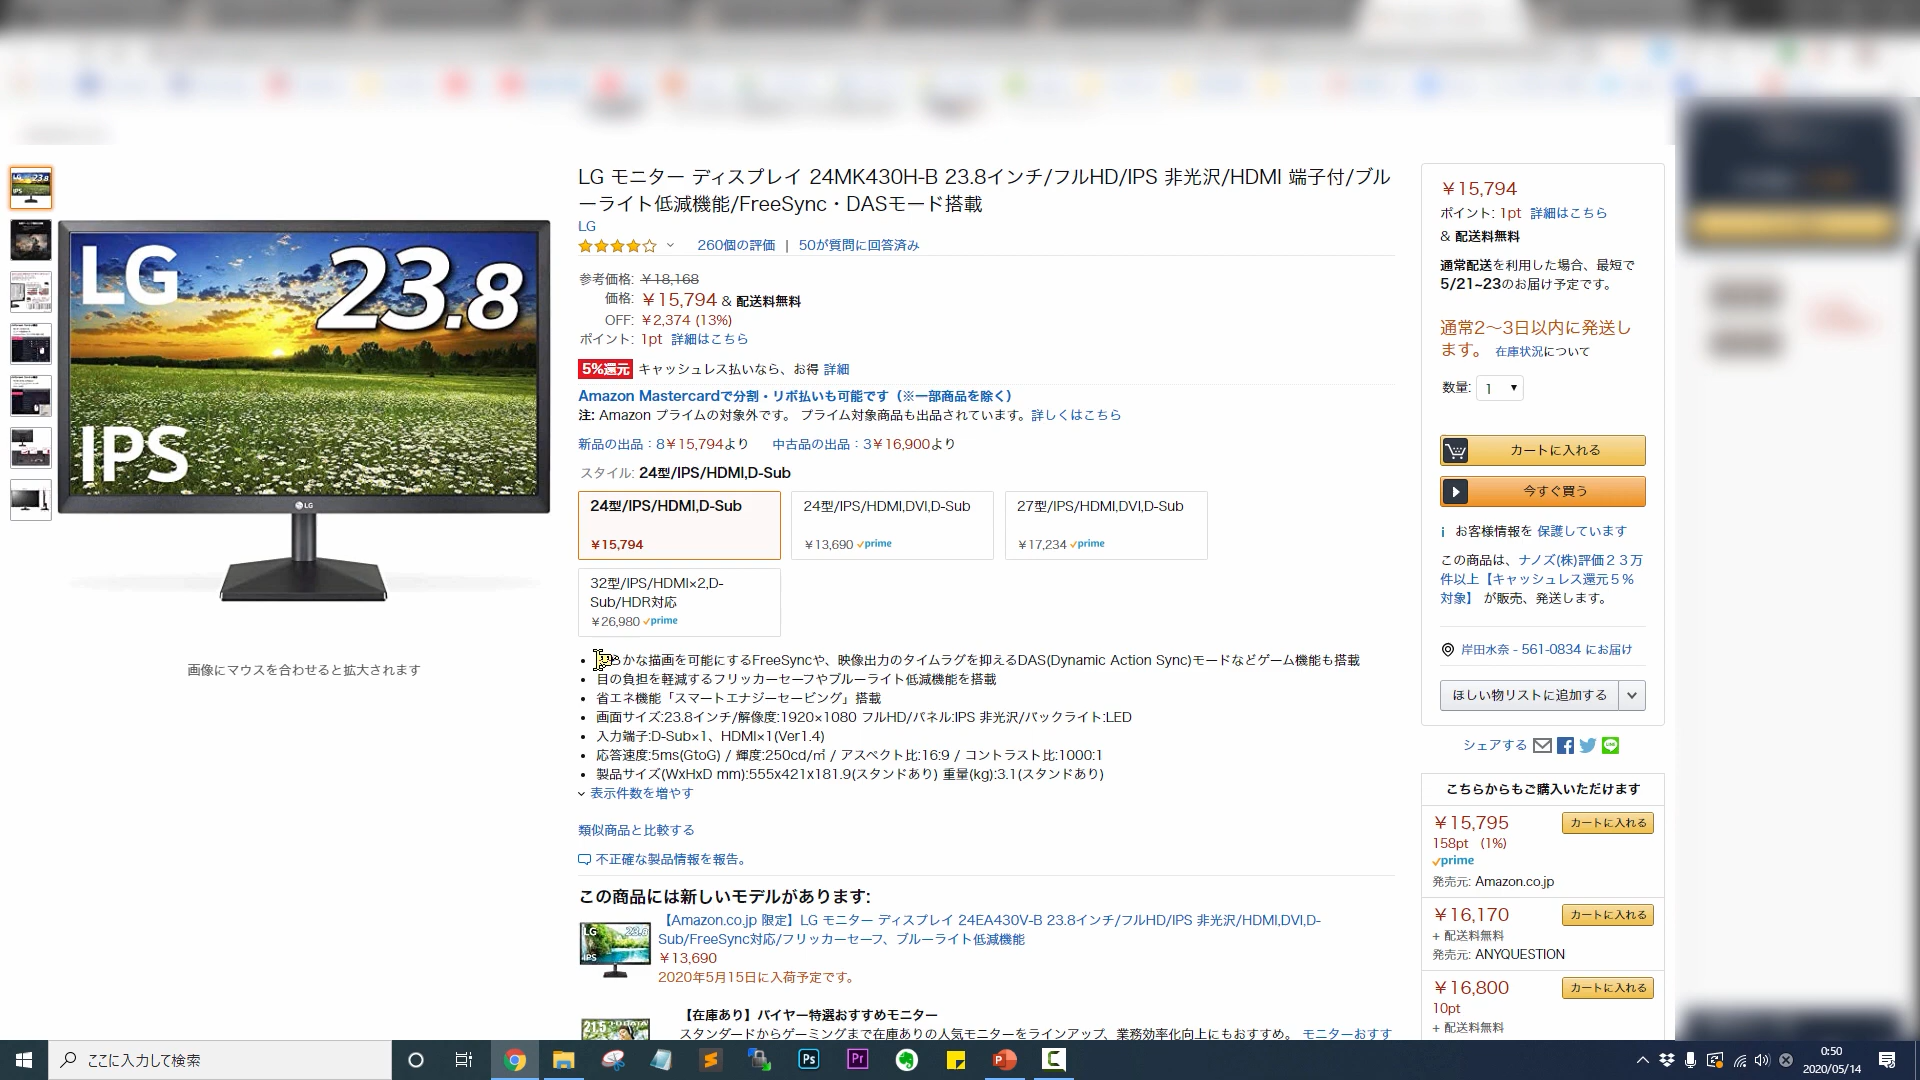 LG モニター ディスプレイ 24MK430H-B 23.8インチ/フルHD/IPS 非光沢/HDMI 端子付/ブル
ーライト低減機能/FreeSync・DASモード搭載
LG
260個の評価 | 50が質問に回答済み
参考価格: ￥18,168
価格: ￥15,794 & 配送料無料
OFF: ￥2,374 (13%)
ポイント: 1pt 詳細はこちら
5%還元 キャッシュレス払いなら、お得 詳細
Amazon Mastercardで分割・リボ払いも可能です（※一部商品を除く）
注: Amazon プライムの対象外です。 プライム対象商品も出品されています。詳しくはこちら
新品の出品：8￥15,794より 中古品の出品：3￥16,900より
スタイル: 24型/IPS/HDMI,D-Sub
24型/IPS/HDMI,D-Sub
￥15,794
24型/IPS/HDMI,DVI,D-Sub
￥13,690 prime
27型/IPS/HDMI,DVI,D-Sub
￥17,234 prime
32型/IPS/HDMI×2,D-
Sub/HDR対応
￥26,980 prime
らかな描画を可能にするFreeSyncや、映像出力のタイムラグを抑えるDAS(Dynamic Action Sync)モードなどゲーム機能も搭載
目の負担を軽減するフリッカーセーフやブルーライト低減機能を搭載
省エネ機能「スマートエナジーセービング」搭載
画面サイズ:23.8インチ/解像度:1920×1080 フルHD/パネル:IPS 非光沢/バックライト:LED
入力端子:D-Sub×1、HDMI×1(Ver1.4)
応答速度:5ms(GtoG) / 輝度:250cd/㎡ / アスペクト比:16:9 / コントラスト比:1000:1
製品サイズ(WxHxD mm):555x421x181.9(スタンドあり) 重量(kg):3.1(スタンドあり)
表示件数を増やす
類似商品と比較する
不正確な製品情報を報告。
この商品には新しいモデルがあります:
【Amazon.co.jp 限定】LG モニター ディスプレイ 24EA430V-B 23.8インチ/フルHD/IPS 非光沢/HDMI,DVI,D-
Sub/FreeSync対応/フリッカーセーフ、ブルーライト低減機能
￥13,690
2020年5月15日に入荷予定です。
【在庫あり】バイヤー特選おすすめモニター
スタンダードからゲーミングまで在庫ありの人気モニターをラインアップ、業務効率化向上にもおすすめ。 モニターおすす
LG 23.8
IPS
LG
画像にマウスを合わせると拡大されます
LG 23.8
IPS
LG 23.8
IPS
21.5
￥15,794
ポイント: 1pt 詳細はこちら
& 配送料無料
通常配送を利用した場合、最短で
5/21~23のお届け予定です。
通常2～3日以内に発送し
ます。 在庫状況について
数量: 1
カートに入れる
今すぐ買う
お客様情報を 保護しています
この商品は、ナノズ(株)評価２３万
件以上【キャッシュレス還元５％
対象】 が販売、発送します。
岸田水奈 - 561-0834 にお届け
ほしい物リストに追加する
シェアする
こちらからもご購入いただけます
￥15,795 カートに入れる
158pt (1%)
prime
発売元: Amazon.co.jp
￥16,170 カートに入れる
+ 配送料無料
発売元: ANYQUESTION
￥16,800 カートに入れる
10pt
+ 配送料無料
ここに入力して検索
Ps
Pr
0:50
2020/05/14